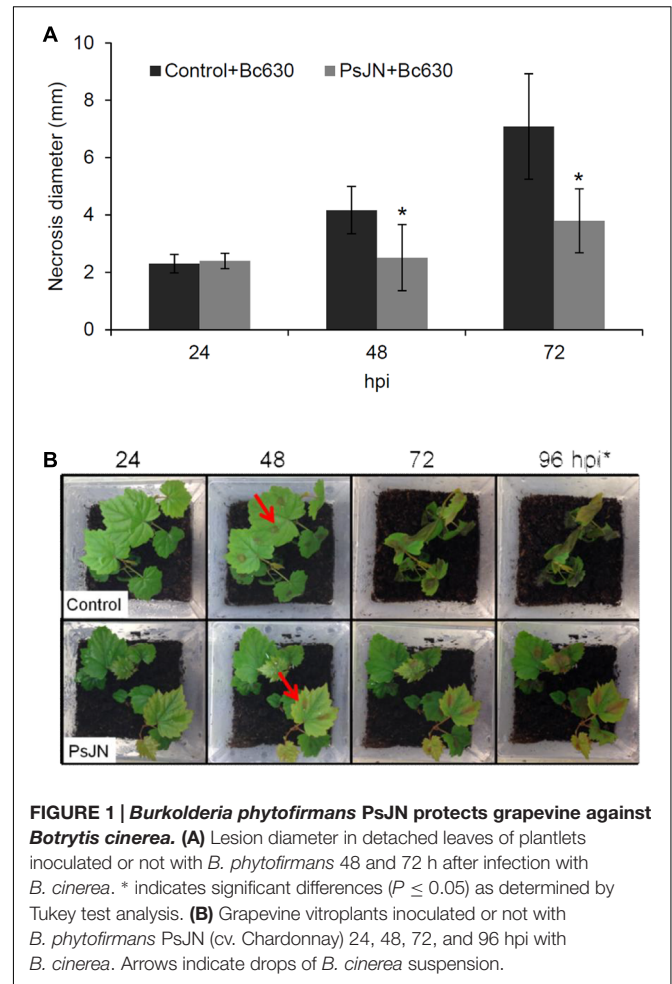 A
10
8
6
4
2
0
Necrosis diameter (mm)
Control+Bc630 PsJN+Bc630
*
*
24 48 72
hpi
B
24 48 72 96 hpi*
Control
PsJN
FIGURE 1 | Burkolderia phytofirmans PsJN protects grapevine against
Botrytis cinerea. (A) Lesion diameter in detached leaves of plantlets
inoculated or not with B. phytofirmans 48 and 72 h after infection with
B. cinerea. * indicates significant differences (P ≤ 0.05) as determined by
Tukey test analysis. (B) Grapevine vitroplants inoculated or not with
B. phytofirmans PsJN (cv. Chardonnay) 24, 48, 72, and 96 hpi with
B. cinerea. Arrows indicate drops of B. cinerea suspension.